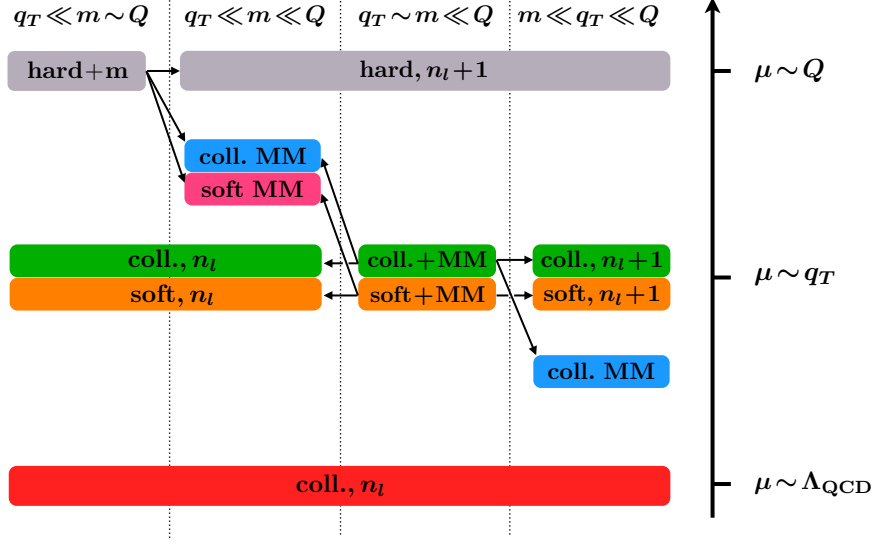 q_T ≪ m ∼ Q
q_T ≪ m ≪ Q
q_T ∼ m ≪ Q
m ≪ q_T ≪ Q
hard+m
hard, n_l+1
μ ∼ Q
coll. MM
soft MM
coll., n_l
coll.+MM
coll., n_l+1
μ ∼ q_T
soft, n_l
soft+MM
soft, n_l+1
coll. MM
coll., n_l
μ ∼ Λ_QCD